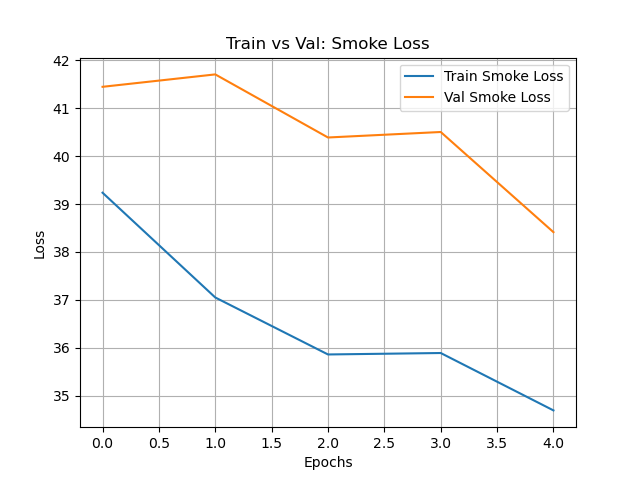 Train vs Val: Smoke Loss
Train Smoke Loss
Val Smoke Loss
42
41
40
39
38
37
36
35
Loss
0.0 0.5 1.0 1.5 2.0 2.5 3.0 3.5 4.0
Epochs